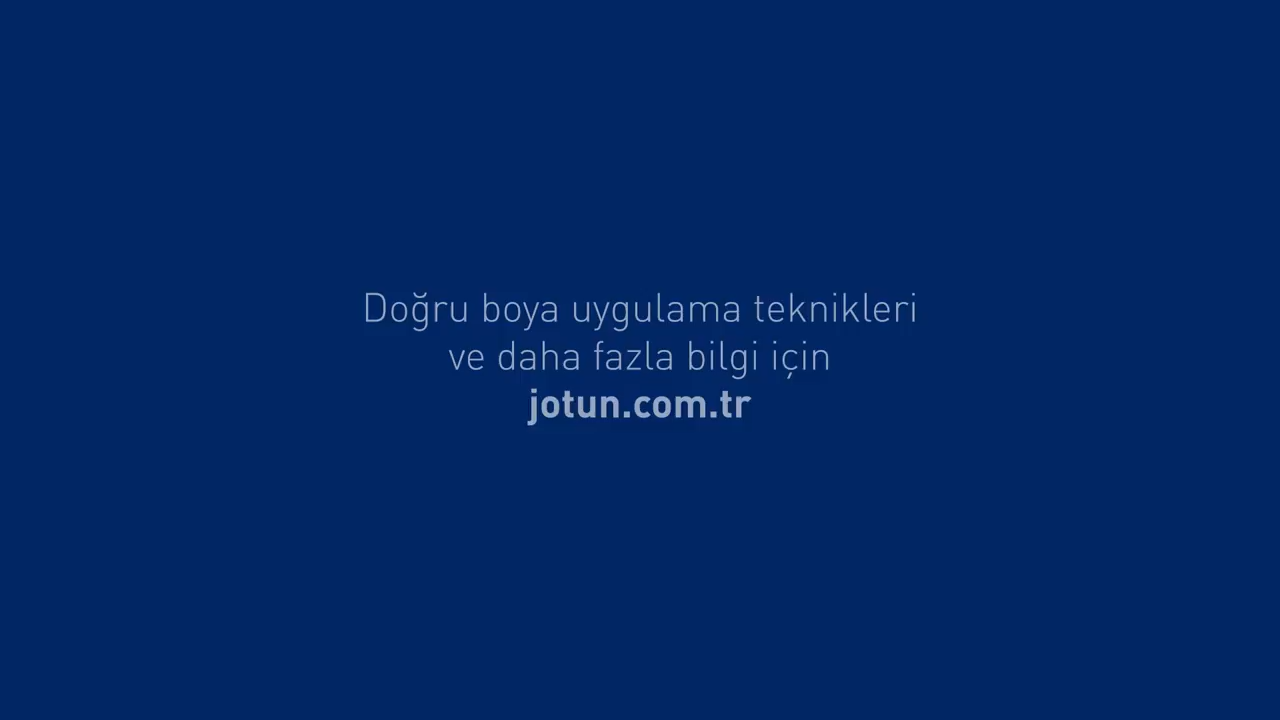 Doğru boya uygulama teknikleri
ve daha fazla bilgi için
jotun.com.tr